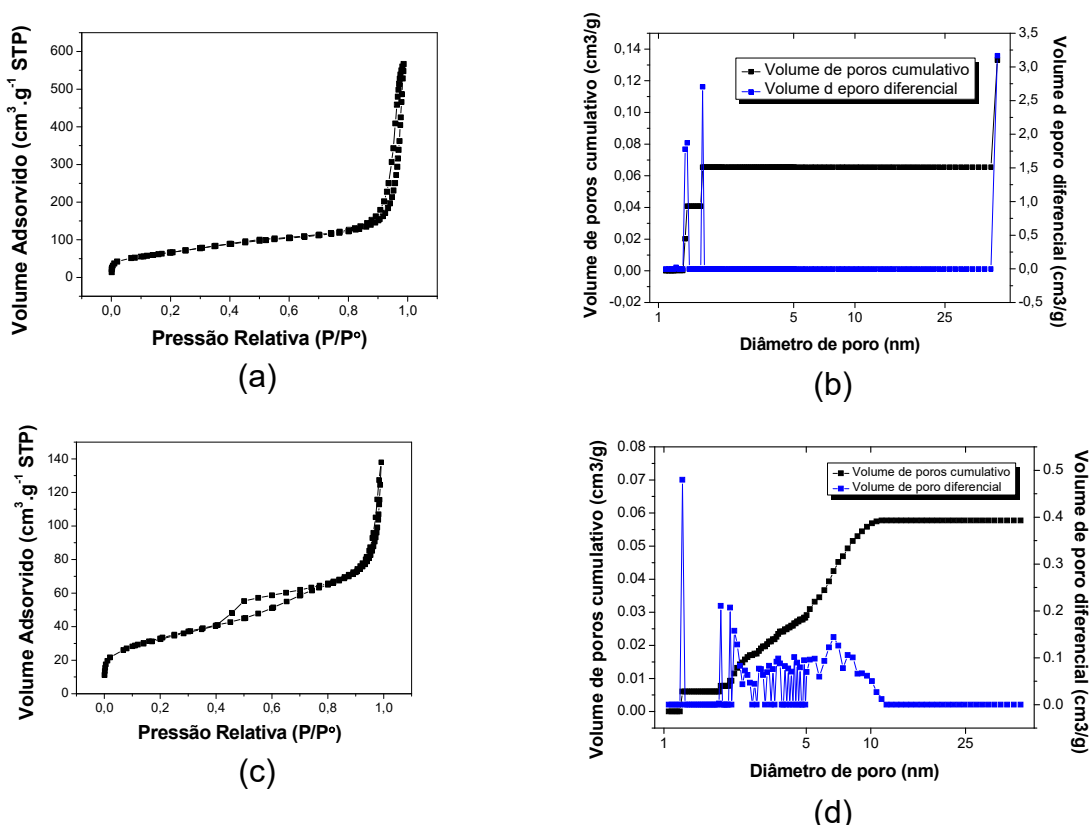 (a)
600
500
400
300
200
100
0
Volume Adsorvido (cm³.g⁻¹ STP)
0,0 0,2 0,4 0,6 0,8 1,0
Pressão Relativa (P/Pº)
(a)
(b)
0,14
0,12
0,10
0,08
0,06
0,04
0,02
0,00
-0,02
Volume de poros cumulativo (cm3/g)
Volume de poros cumulativo
Volume d eporo diferencial
3,5
3,0
2,5
2,0
1,5
1,0
0,5
0,0
-0,5
Volume d eporo diferencial (cm3/g)
1 5 10 25
Diâmetro de poro (nm)
(b)
140
120
100
80
60
40
20
0
Volume Adsorvido (cm³.g⁻¹ STP)
0,0 0,2 0,4 0,6 0,8 1,0
Pressão Relativa (P/Pº)
(c)
0.08
0.07
0.06
0.05
0.04
0.03
0.02
0.01
0.00
Volume de poros cumulativo (cm3/g)
Volume de poros cumulativo
Volume de poro diferencial
0.5
0.4
0.3
0.2
0.1
0.0
Volume de poro diferencial (cm3/g)
1 5 10 25
Diâmetro de poro (nm)
(d)